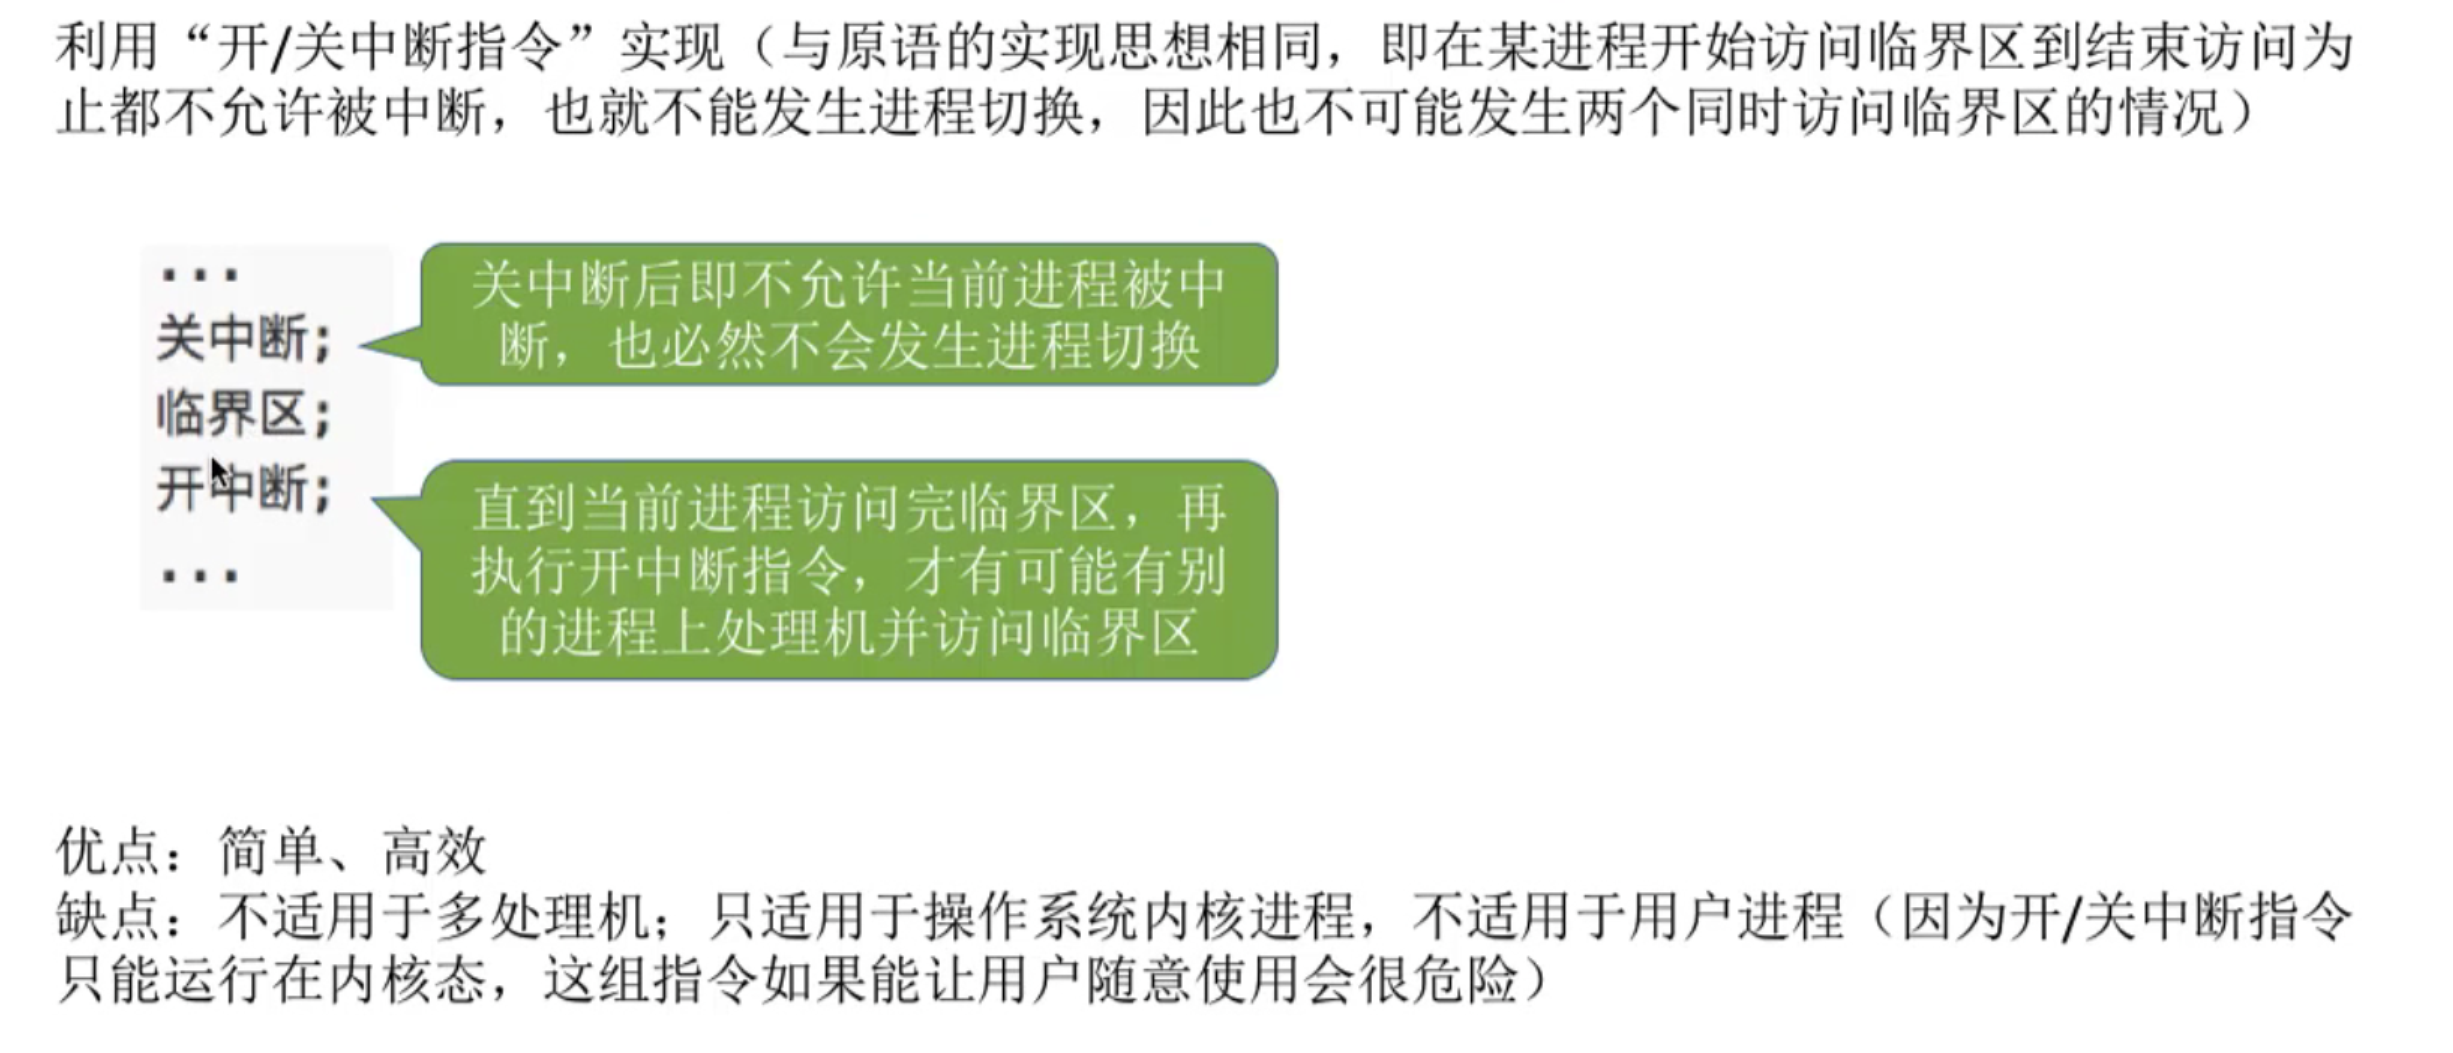 利用“开/关中断指令”实现（与原语的实现思想相同，即在某进程开始访问临界区到结束访问为
止都不允许被中断，也就不能发生进程切换，因此也不可能发生两个同时访问临界区的情况）
...
关中断;
临界区;
开中断;
...
关中断后即不允许当前进程被中
断，也必然不会发生进程切换
直到当前进程访问完临界区，再
执行开中断指令，才有可能有别
的进程上处理机并访问临界区
优点：简单、高效
缺点：不适用于多处理机；只适用于操作系统内核进程，不适用于用户进程（因为开/关中断指令
只能运行在内核态，这组指令如果能让用户随意使用会很危险）